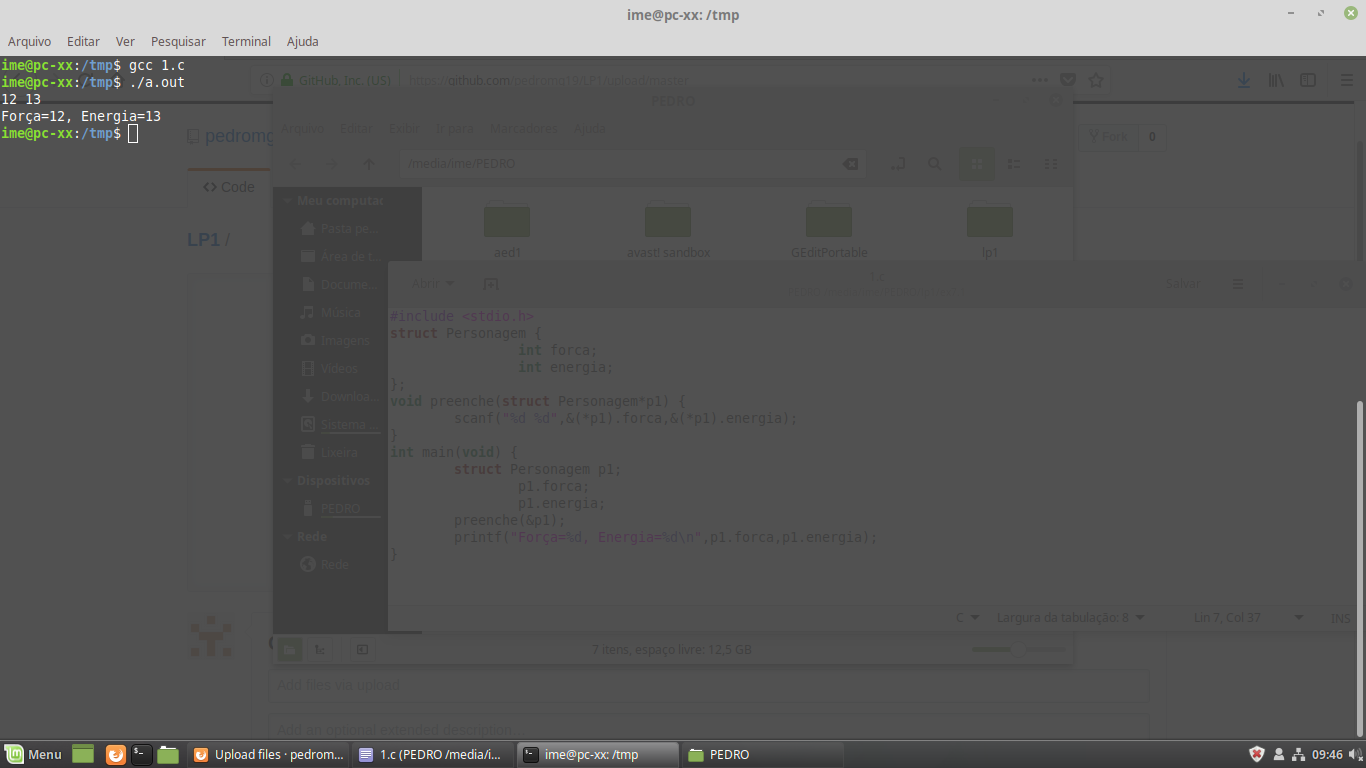 ime@pc-xx: /tmp
Arquivo Editar Ver Pesquisar Terminal Ajuda
ime@pc-xx:/tmp$ gcc 1.c
ime@pc-xx:/tmp$ ./a.out
12 13
Força=12, Energia=13
ime@pc-xx:/tmp$
GitHub, Inc. (US) https://github.com/pedromg19/LP1/upload/master
PEDRO
Arquivo Editar Exibir Ir para Marcadores Ajuda
pedromg
Fork 0
/media/ime/PEDRO
<> Code
Meu computar
Pasta pe...
LP1 /
aed1 avast! sandbox GEditPortable lp1
Área de t...
Docume...
Abrir 1.c Salvar
Música
Imagens
Vídeos
Downloa...
Sistema ...
Lixeira
Dispositivos
PEDRO
Rede
Rede
#include <stdio.h>
struct Personagem {
int forca;
int energia;
};
void preenche(struct Personagem*p1) {
scanf("%d %d",&(*p1).forca,&(*p1).energia);
}
int main(void) {
struct Personagem p1;
p1.forca;
p1.energia;
preenche(&p1);
printf("Força=%d, Energia=%d\n",p1.forca,p1.energia);
}
C Largura da tabulação: 8 Lin 7, Col 37 INS
7 itens, espaço livre: 12,5 GB
Add files via upload
Add an optional extended description...
Menu Upload files · pedrom... 1.c (PEDRO /media/i... ime@pc-xx: /tmp PEDRO 09:46